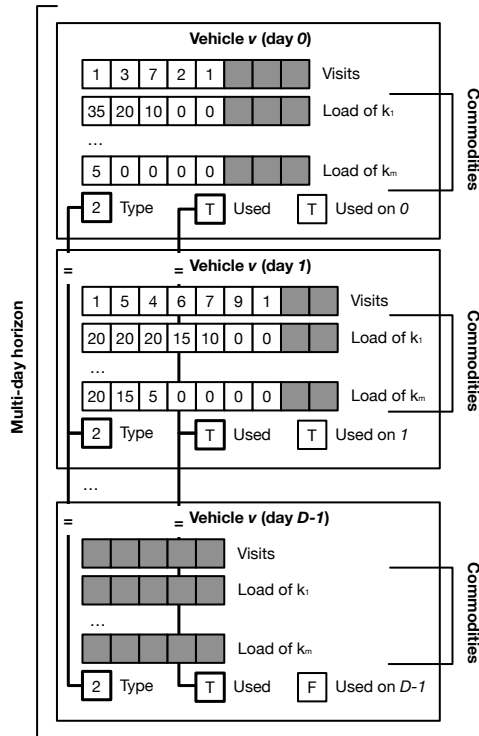 Vehicle v (day 0)
1 3 7 2 1 Visits
35 20 10 0 0 Load of k₁
...
5 0 0 0 0 Load of kₘ
2 Type T Used T Used on 0
Commodities
= =
Vehicle v (day 1)
1 5 4 6 7 9 1 Visits
20 20 20 15 10 0 0 Load of k₁
...
20 15 5 0 0 0 0 Load of kₘ
2 Type T Used T Used on 1
Commodities
Multi-day horizon
...
= =
Vehicle v (day D-1)
Visits
Load of k₁
...
Load of kₘ
2 Type T Used F Used on D-1
Commodities